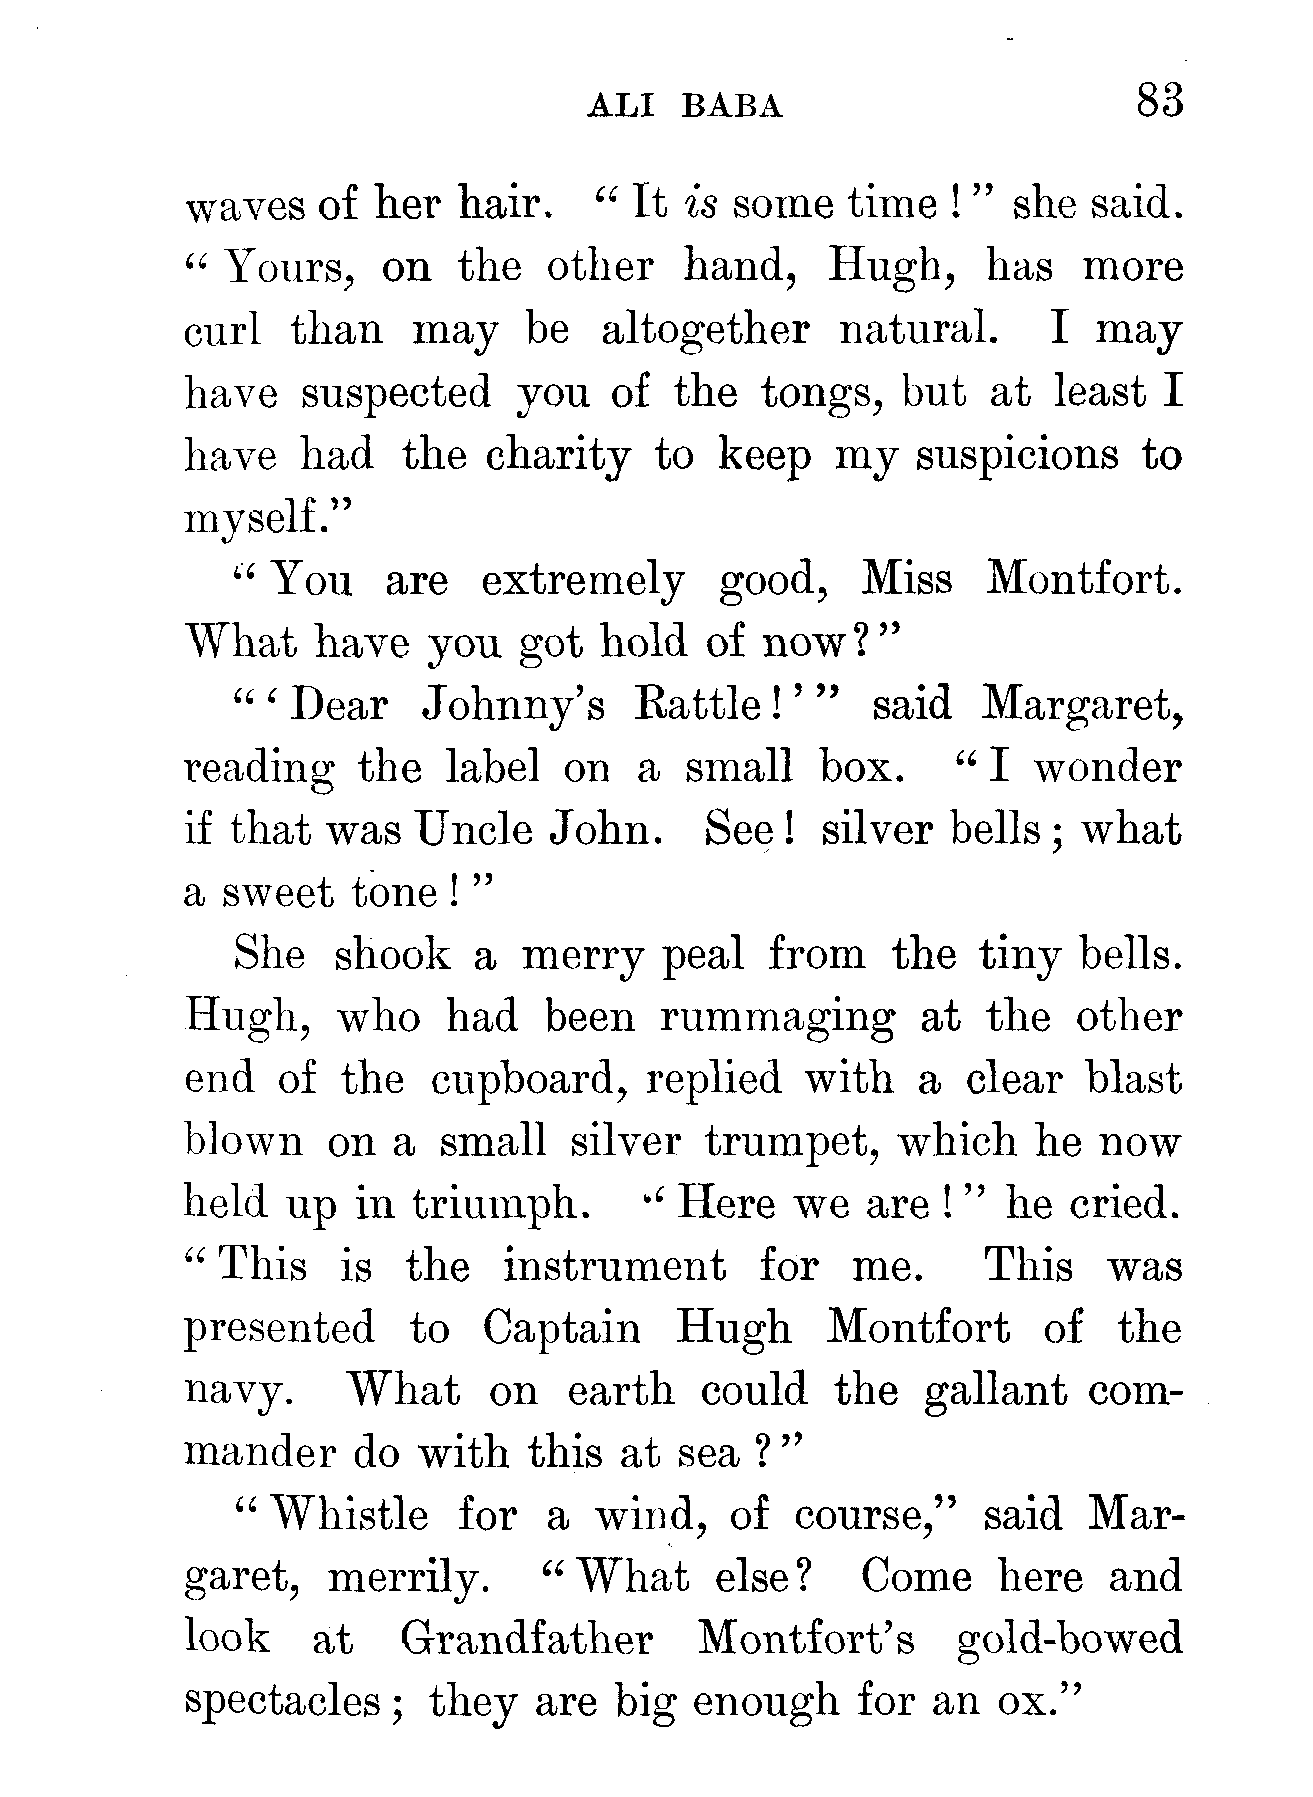 ALI BABA 83
waves of her hair. “It is some time!” she said.
“Yours, on the other hand, Hugh, has more
curl than may be altogether natural. I may
have suspected you of the tongs, but at least I
have had the charity to keep my suspicions to
myself.”
“You are extremely good, Miss Montfort.
What have you got hold of now?”
“‘Dear Johnny’s Rattle!’” said Margaret,
reading the label on a small box. “I wonder
if that was Uncle John. See! silver bells; what
a sweet tone!”
She shook a merry peal from the tiny bells.
Hugh, who had been rummaging at the other
end of the cupboard, replied with a clear blast
blown on a small silver trumpet, which he now
held up in triumph. “Here we are!” he cried.
“This is the instrument for me. This was
presented to Captain Hugh Montfort of the
navy. What on earth could the gallant com-
mander do with this at sea?”
“Whistle for a wind, of course,” said Mar-
garet, merrily. “What else? Come here and
look at Grandfather Montfort’s gold-bowed
spectacles; they are big enough for an ox.”